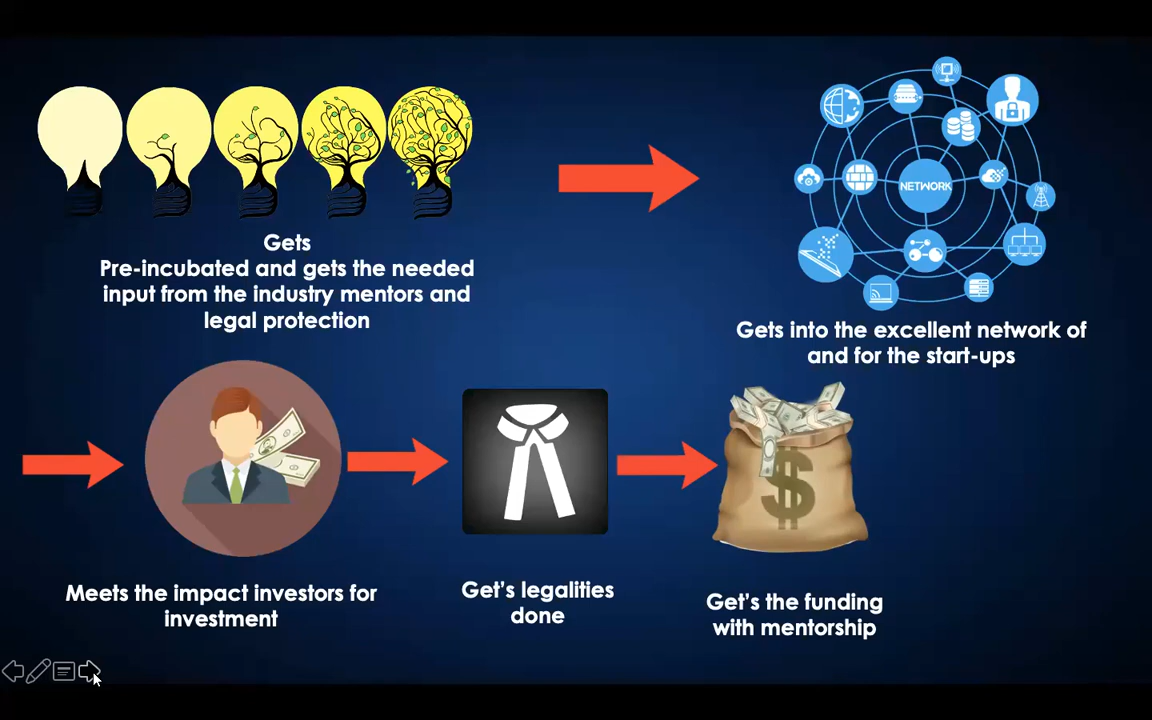 Gets
Pre-incubated and gets the needed
input from the industry mentors and
legal protection
NETWORK
Gets into the excellent network of
and for the start-ups
Meets the impact investors for
investment
Get's legalities
done
$
Get's the funding
with mentorship